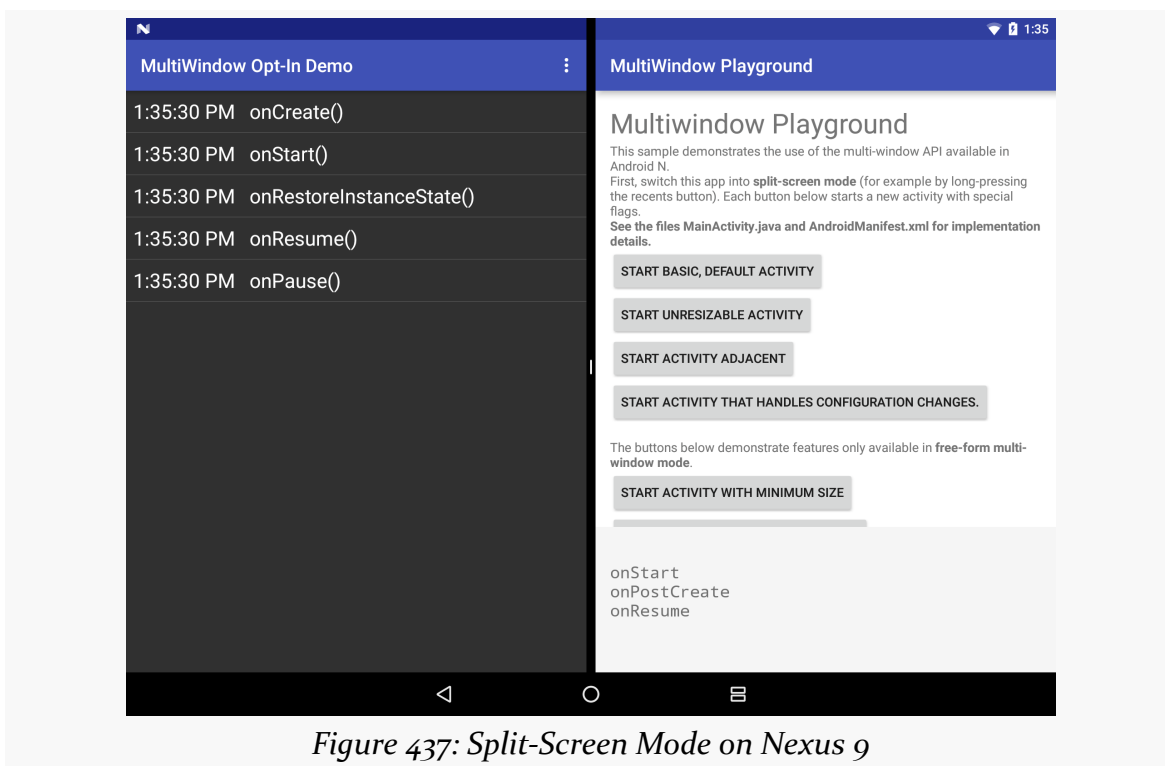 1:35
MultiWindow Opt-In Demo
1:35:30 PM onCreate()
1:35:30 PM onStart()
1:35:30 PM onRestoreInstanceState()
1:35:30 PM onResume()
1:35:30 PM onPause()
MultiWindow Playground
Multiwindow Playground
This sample demonstrates the use of the multi-window API available in
Android N.
First, switch this app into split-screen mode (for example by long-pressing
the recents button). Each button below starts a new activity with special
flags.
See the files MainActivity.java and AndroidManifest.xml for implementation
details.
START BASIC, DEFAULT ACTIVITY
START UNRESIZABLE ACTIVITY
START ACTIVITY ADJACENT
START ACTIVITY THAT HANDLES CONFIGURATION CHANGES.
The buttons below demonstrate features only available in free-form multi-
window mode.
START ACTIVITY WITH MINIMUM SIZE
onStart
onPostCreate
onResume
Figure 437: Split-Screen Mode on Nexus 9